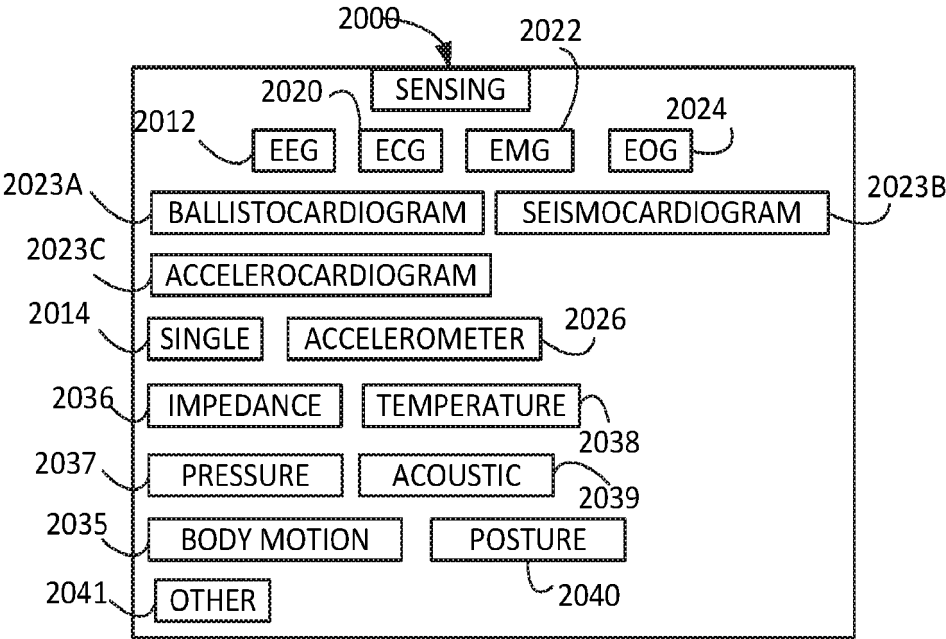 2000
2022
SENSING
2020
2024
2012
EEG ECG EMG EOG
2023A
2023B
BALLISTOCARDIOGRAM SEISMOCARDIOGRAM
2023C
ACCELEROCARDIOGRAM
2014
2026
SINGLE ACCELEROMETER
2036
IMPEDANCE TEMPERATURE
2038
2037
PRESSURE ACOUSTIC
2039
2035
BODY MOTION POSTURE
2040
2041
OTHER